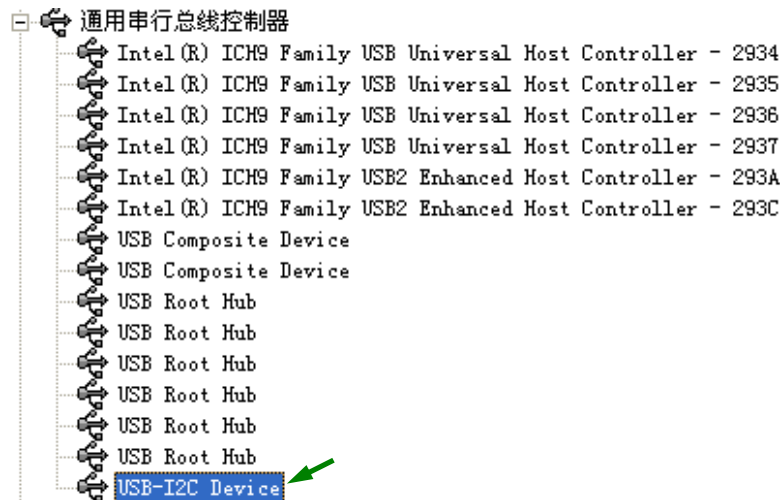 通用串行总线控制器
Intel(R) ICH9 Family USB Universal Host Controller - 2934
Intel(R) ICH9 Family USB Universal Host Controller - 2935
Intel(R) ICH9 Family USB Universal Host Controller - 2936
Intel(R) ICH9 Family USB Universal Host Controller - 2937
Intel(R) ICH9 Family USB2 Enhanced Host Controller - 293A
Intel(R) ICH9 Family USB2 Enhanced Host Controller - 293C
USB Composite Device
USB Composite Device
USB Root Hub
USB Root Hub
USB Root Hub
USB Root Hub
USB Root Hub
USB Root Hub
USB-I2C Device